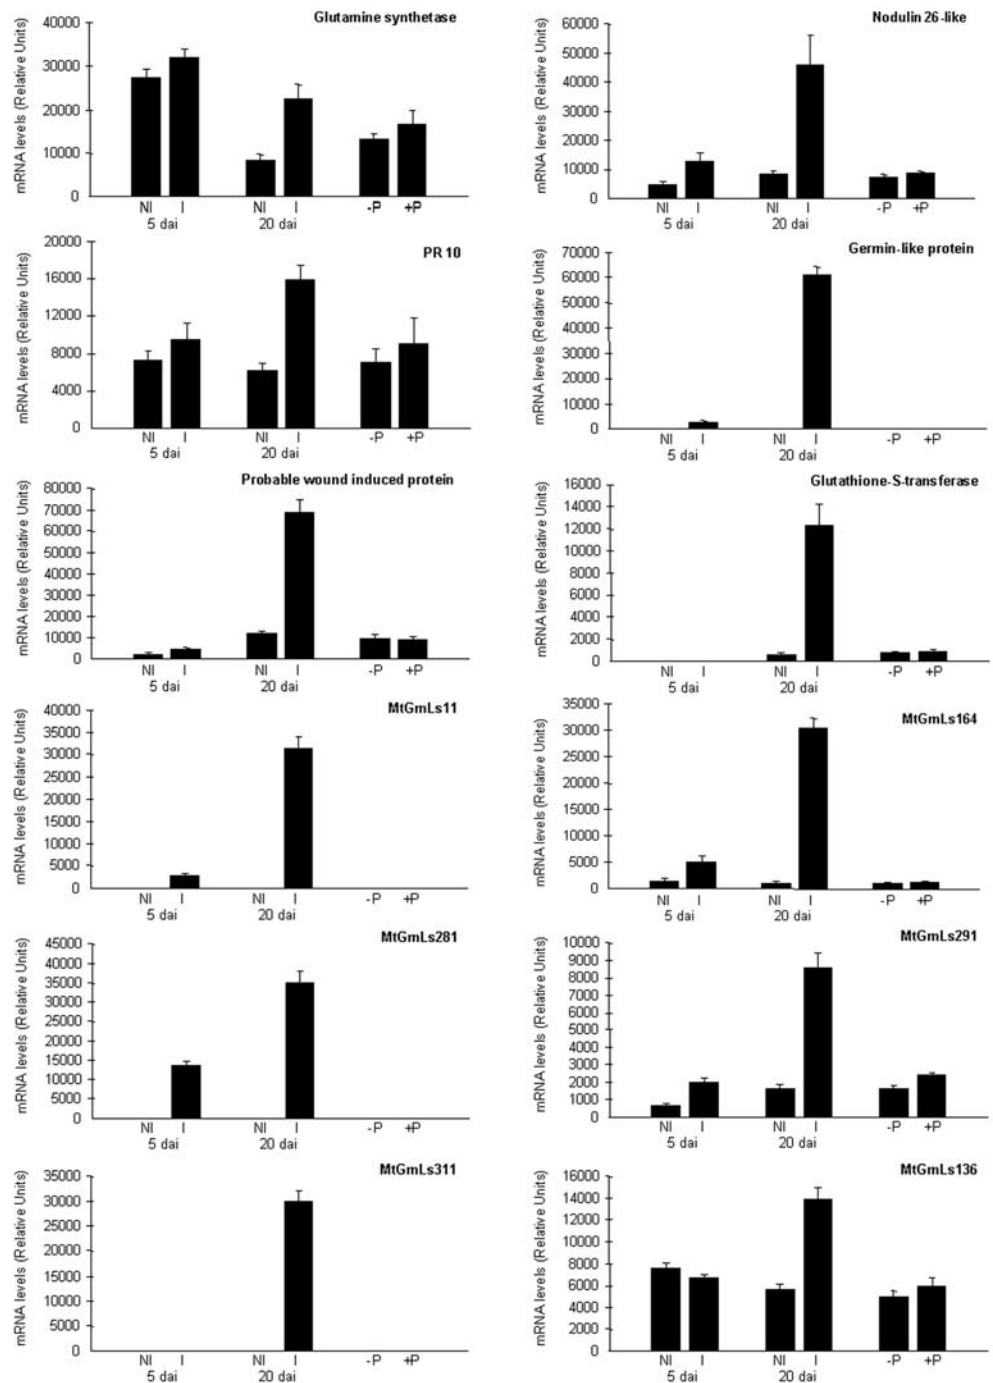 Glutamine synthetase
mRNA levels (Relative Units)
40000
30000
20000
10000
0
NI I NI I -P +P
5 dai 20 dai
Nodulin 26-like
mRNA levels (Relative Units)
60000
50000
40000
30000
20000
10000
0
NI I NI I -P +P
5 dai 20 dai
PR 10
mRNA levels (Relative Units)
20000
16000
12000
8000
4000
0
NI I NI I -P +P
5 dai 20 dai
Germin-like protein
mRNA levels (Relative Units)
70000
60000
50000
40000
30000
20000
10000
0
NI I NI I -P +P
5 dai 20 dai
Probable wound induced protein
mRNA levels (Relative Units)
80000
70000
60000
50000
40000
30000
20000
10000
0
NI I NI I -P +P
5 dai 20 dai
Glutathione-S-transferase
mRNA levels (Relative Units)
16000
14000
12000
10000
8000
6000
4000
2000
0
NI I NI I -P +P
5 dai 20 dai
MtGmLs11
mRNA levels (Relative Units)
40000
35000
30000
25000
20000
15000
10000
5000
0
NI I NI I -P +P
5 dai 20 dai
MtGmLs164
mRNA levels (Relative Units)
35000
30000
25000
20000
15000
10000
5000
0
NI I NI I -P +P
5 dai 20 dai
MtGmLs281
mRNA levels (Relative Units)
45000
40000
35000
30000
25000
20000
15000
10000
5000
0
NI I NI I -P +P
5 dai 20 dai
MtGmLs291
mRNA levels (Relative Units)
10000
9000
8000
7000
6000
5000
4000
3000
2000
1000
0
NI I NI I -P +P
5 dai 20 dai
MtGmLs311
mRNA levels (Relative Units)
35000
30000
25000
20000
15000
10000
5000
0
NI I NI I -P +P
5 dai 20 dai
MtGmLs136
mRNA levels (Relative Units)
16000
14000
12000
10000
8000
6000
4000
2000
0
NI I NI I -P +P
5 dai 20 dai